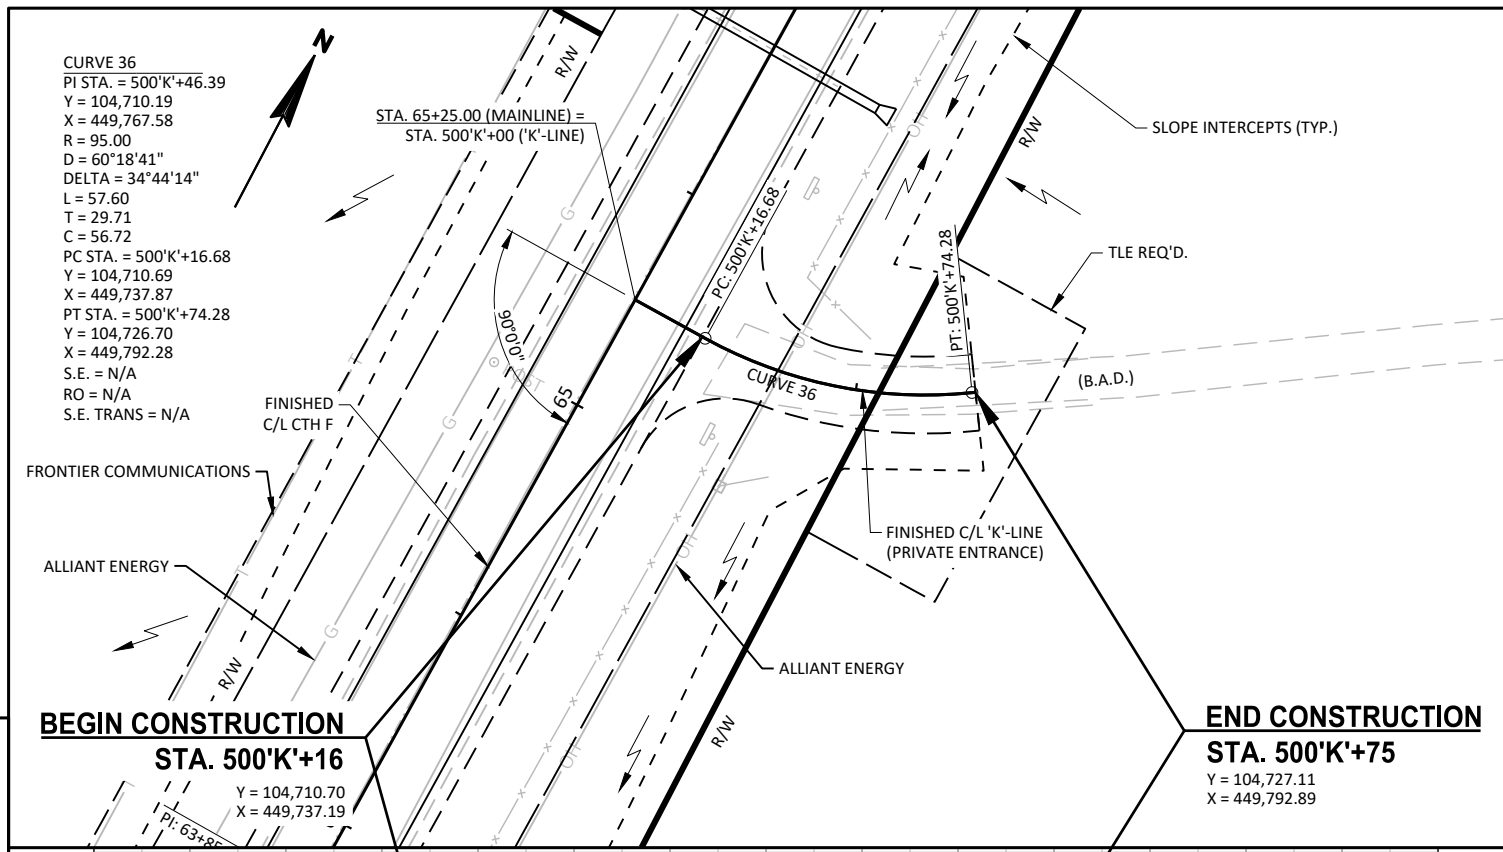 CURVE 36
PI STA. = 500'K'+46.39
Y = 104,710.19
X = 449,767.58
R = 95.00
D = 60°18'41"
DELTA = 34°44'14"
L = 57.60
T = 29.71
C = 56.72
PC STA. = 500'K'+16.68
Y = 104,710.69
X = 449,737.87
PT STA. = 500'K'+74.28
Y = 104,726.70
X = 449,792.28
S.E. = N/A
RO = N/A
S.E. TRANS = N/A
N
R/W
STA. 65+25.00 (MAINLINE) =
STA. 500'K'+00 ('K'-LINE)
SLOPE INTERCEPTS (TYP.)
R/W
OH
G
PC: 500'K'+16.68
PT: 500'K'+74.28
TLE REQ'D.
90°0'0"
65
CURVE 36
(B.A.D.)
FINISHED
C/L CTH F
G
FRONTIER COMMUNICATIONS
T
T
FINISHED C/L 'K'-LINE
(PRIVATE ENTRANCE)
OH
ALLIANT ENERGY
G
R/W
ALLIANT ENERGY
R/W
OH
BEGIN CONSTRUCTION
STA. 500'K'+16
Y = 104,710.70
X = 449,737.19
END CONSTRUCTION
STA. 500'K'+75
Y = 104,727.11
X = 449,792.89